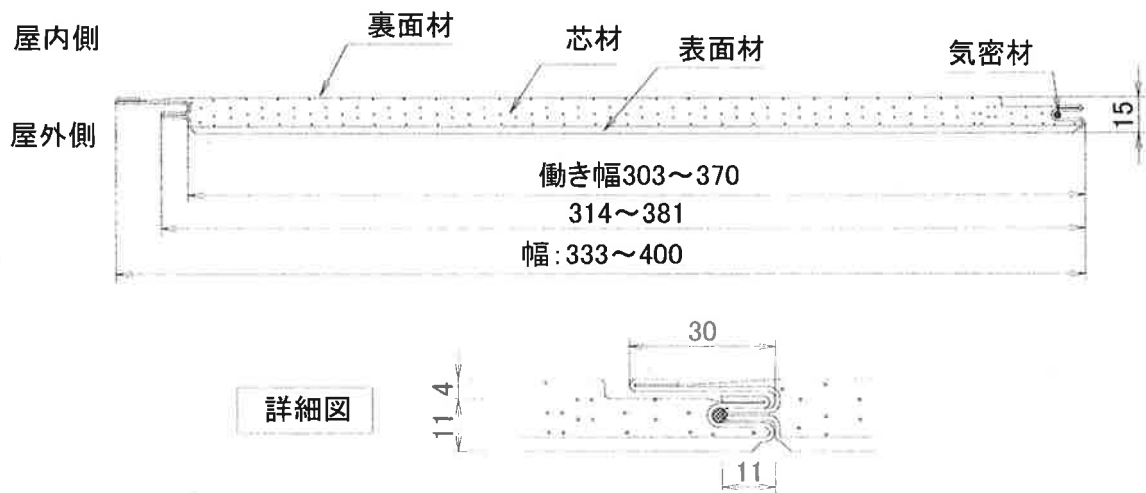 屋内側
裏面材
芯材
表面材
気密材
屋外側
15
働き幅303～370
314～381
幅:333～400
30
4
詳細図
11
11